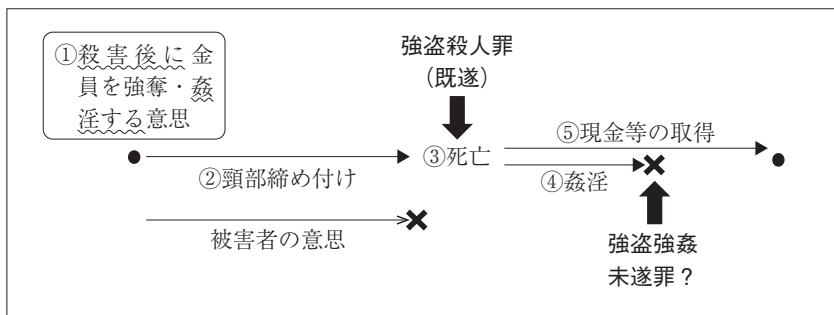 ①殺害後に金
員を強奪・姦
淫する意思
強盗殺人罪
(既遂)
②頸部締め付け
③死亡
⑤現金等の取得
④姦淫
被害者の意思
強盗強姦
未遂罪?